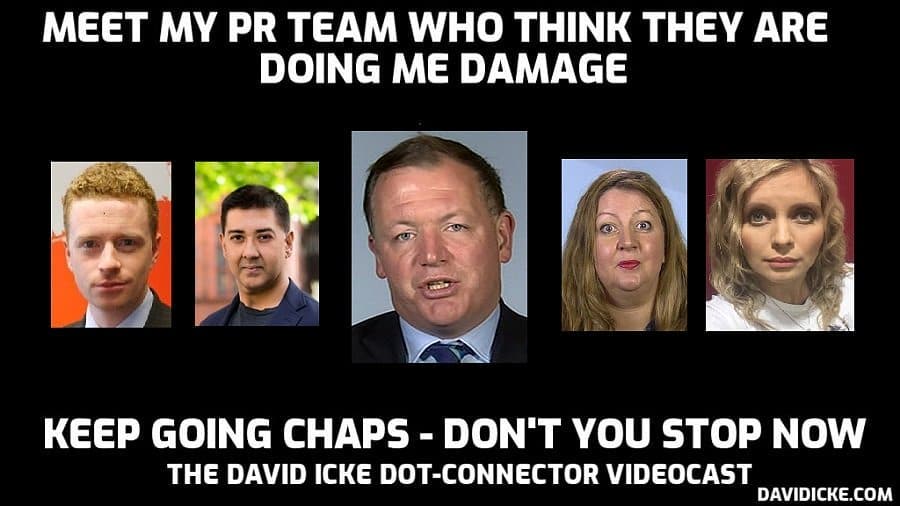 MEET MY PR TEAM WHO THINK THEY ARE
DOING ME DAMAGE
KEEP GOING CHAPS - DON'T YOU STOP NOW
THE DAVID ICKE DOT-CONNECTOR VIDEOCAST
DAVIDICKE.COM